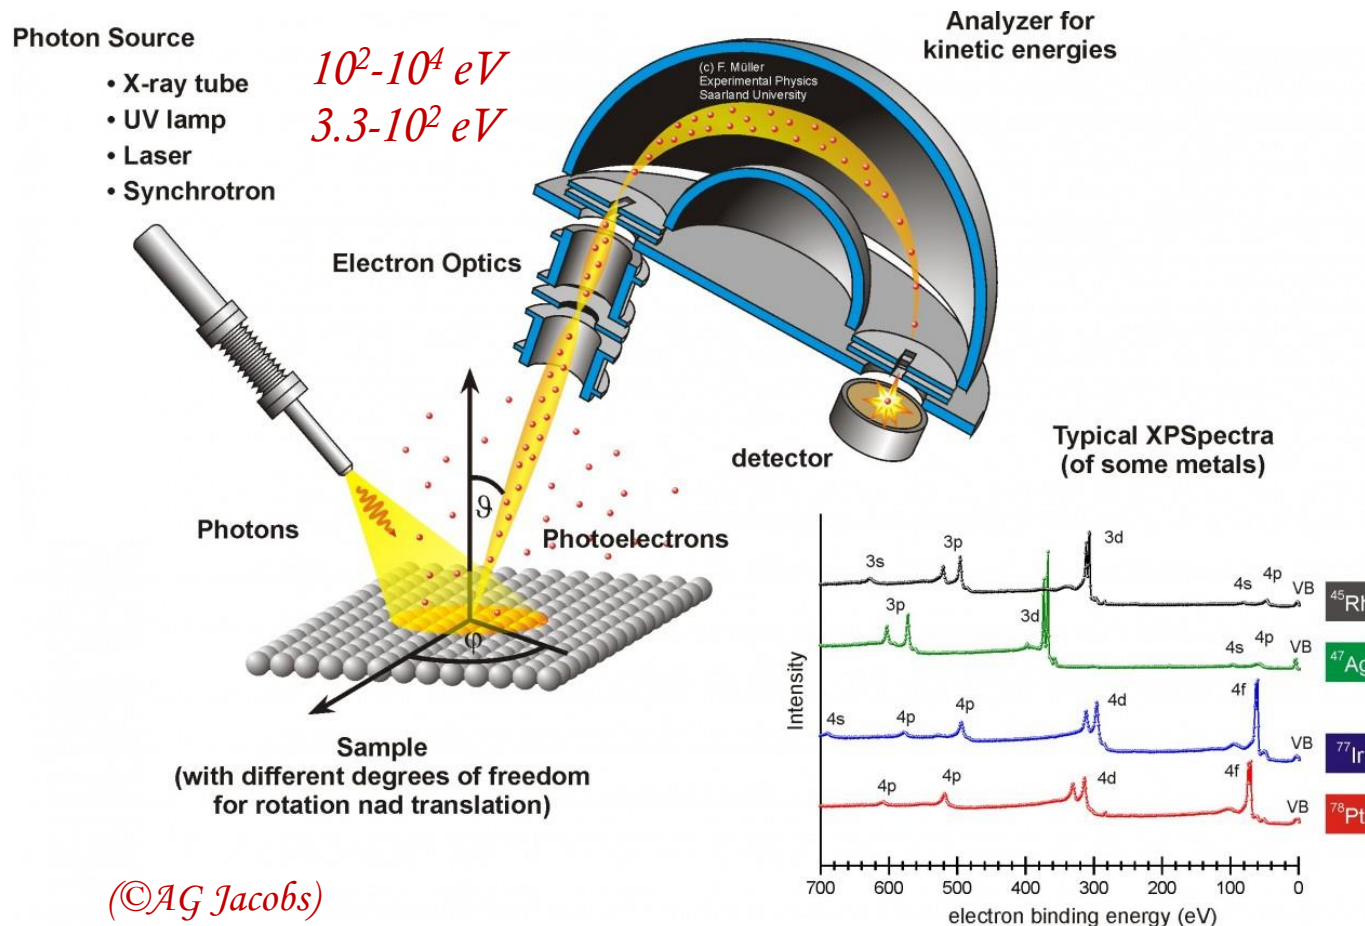 Photon Source
• X-ray tube
• UV lamp
• Laser
• Synchrotron
10²-10⁴ eV
3.3-10² eV
Analyzer for
kinetic energies
(c) F. Müller
Experimental Physics
Saarland University
Electron Optics
detector
Photons
ϑ
Photoelectrons
φ
Sample
(with different degrees of freedom
for rotation nad translation)
(©AG Jacobs)
Typical XPSpectra
(of some metals)
Intensity
3s 3p 3d 4s 4p VB ⁴⁵Rh
3p 3d 4s 4p VB ⁴⁷Ag
4s 4p 4p 4d 4f VB ⁷⁷Ir
4p 4p 4d 4f VB ⁷⁸Pt
700 600 500 400 300 200 100 0
electron binding energy (eV)